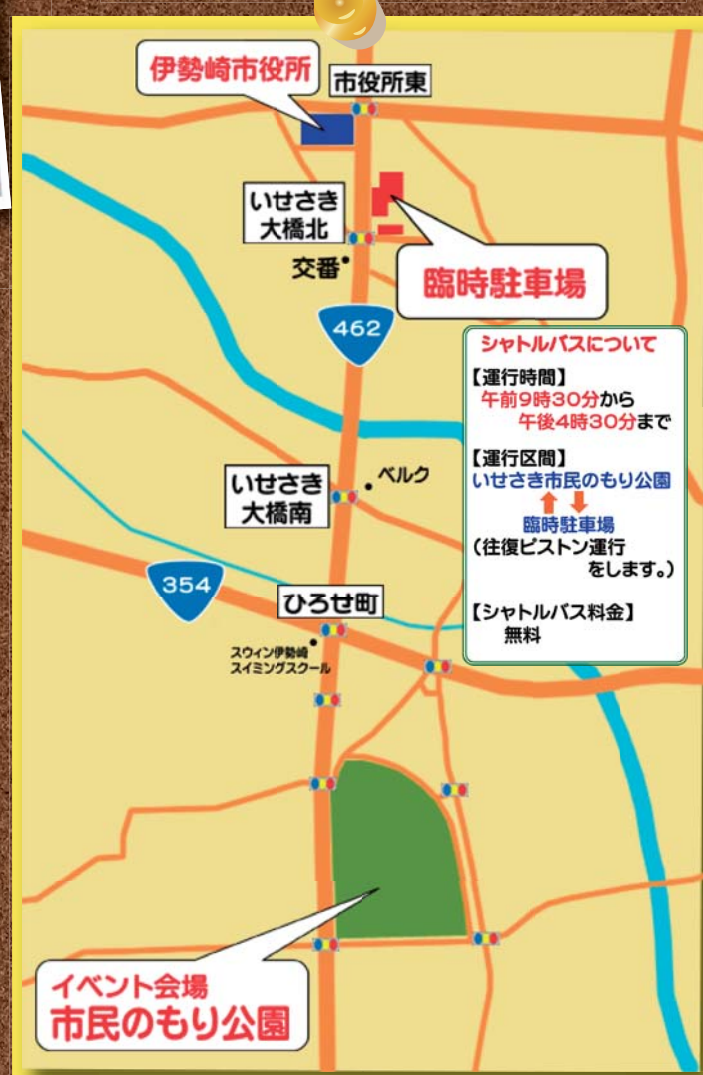 伊勢崎市役所
市役所東
いせさき
大橋北
交番
臨時駐車場
462
シャトルバスについて
【運行時間】
午前9時30分から
午後4時30分まで
【運行区間】
いせさき市民のもり公園
臨時駐車場
(往復ピストン運行
をします。)
【シャトルバス料金】
無料
いせさき
大橋南
ベルク
354
ひろせ町
スウィン伊勢崎
スイミングスクール
イベント会場
市民のもり公園